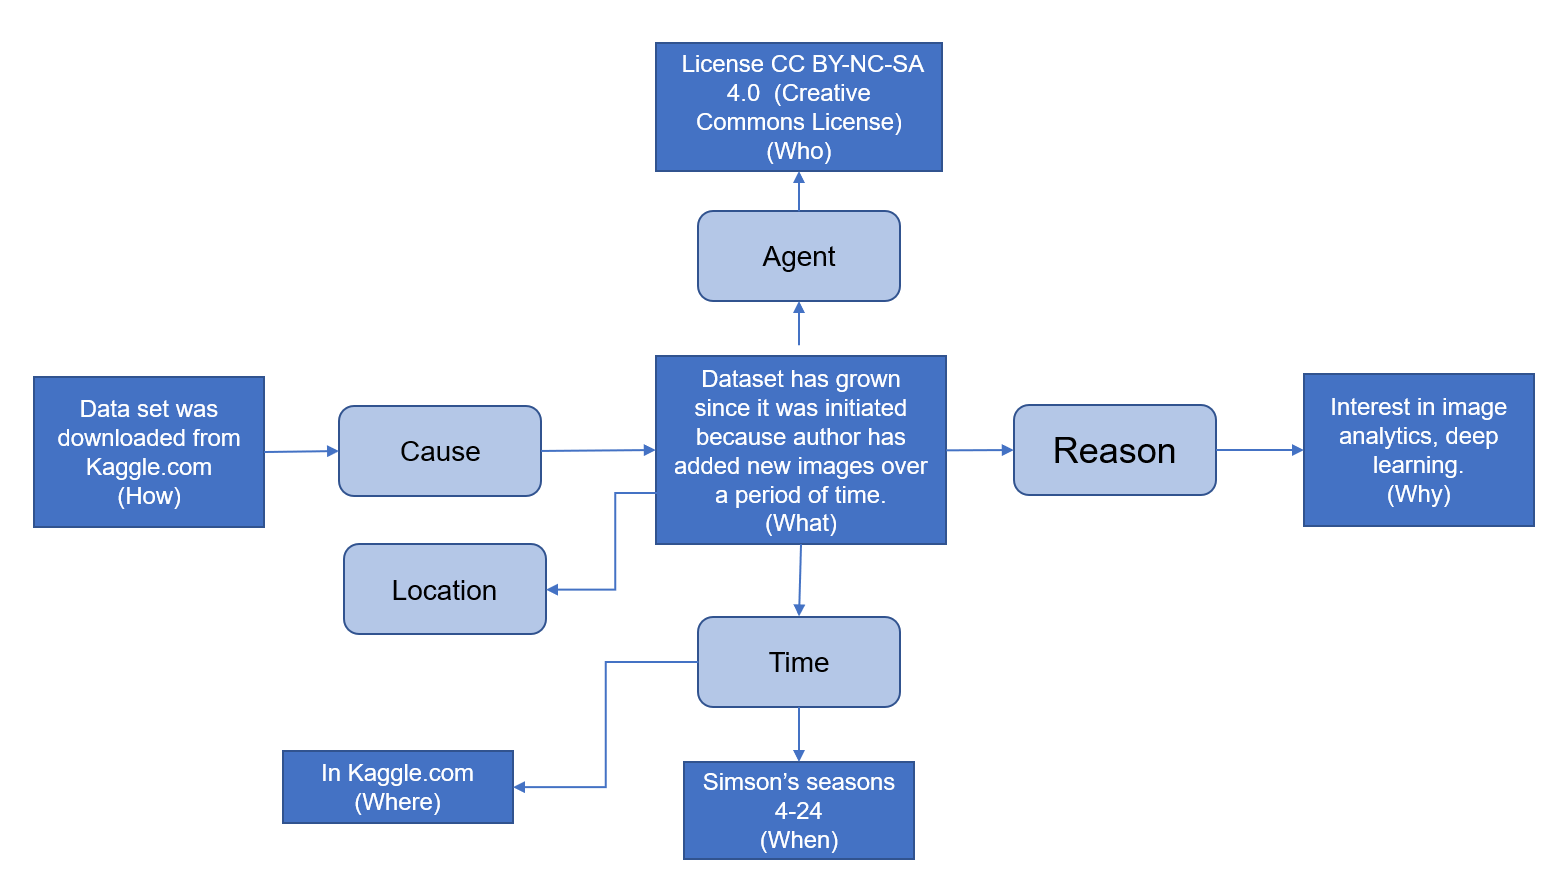 License CC BY-NC-SA
4.0 (Creative
Commons License)
(Who)
Agent
Data set was
downloaded from
Kaggle.com
(How)
Cause
Dataset has grown
since it was initiated
because author has
added new images over
a period of time.
(What)
Reason
Interest in image
analytics, deep
learning.
(Why)
Location
Time
In Kaggle.com
(Where)
Simson’s seasons
4-24
(When)